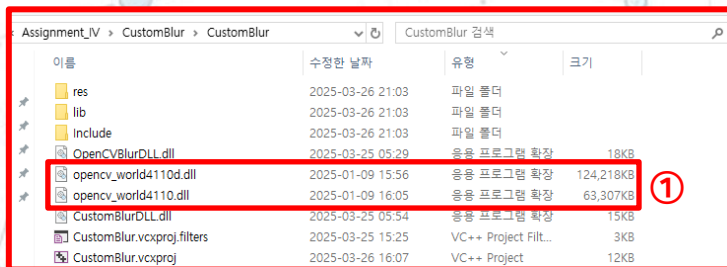 Assignment_IV > CustomBlur > CustomBlur
CustomBlur 검색
이름 수정한 날짜 유형 크기
res 2025-03-26 21:03 파일 폴더
lib 2025-03-26 21:03 파일 폴더
Include 2025-03-26 21:03 파일 폴더
OpenCVBlurDLL.dll 2025-03-25 05:29 응용 프로그램 확장 18KB
opencv_world4110d.dll 2025-01-09 15:56 응용 프로그램 확장 124,218KB
opencv_world4110.dll 2025-01-09 16:05 응용 프로그램 확장 63,307KB
①
CustomBlurDLL.dll 2025-03-25 05:54 응용 프로그램 확장 15KB
CustomBlur.vcxproj.filters 2025-03-25 15:25 VC++ Project Filt... 3KB
CustomBlur.vcxproj 2025-03-26 16:07 VC++ Project 12KB